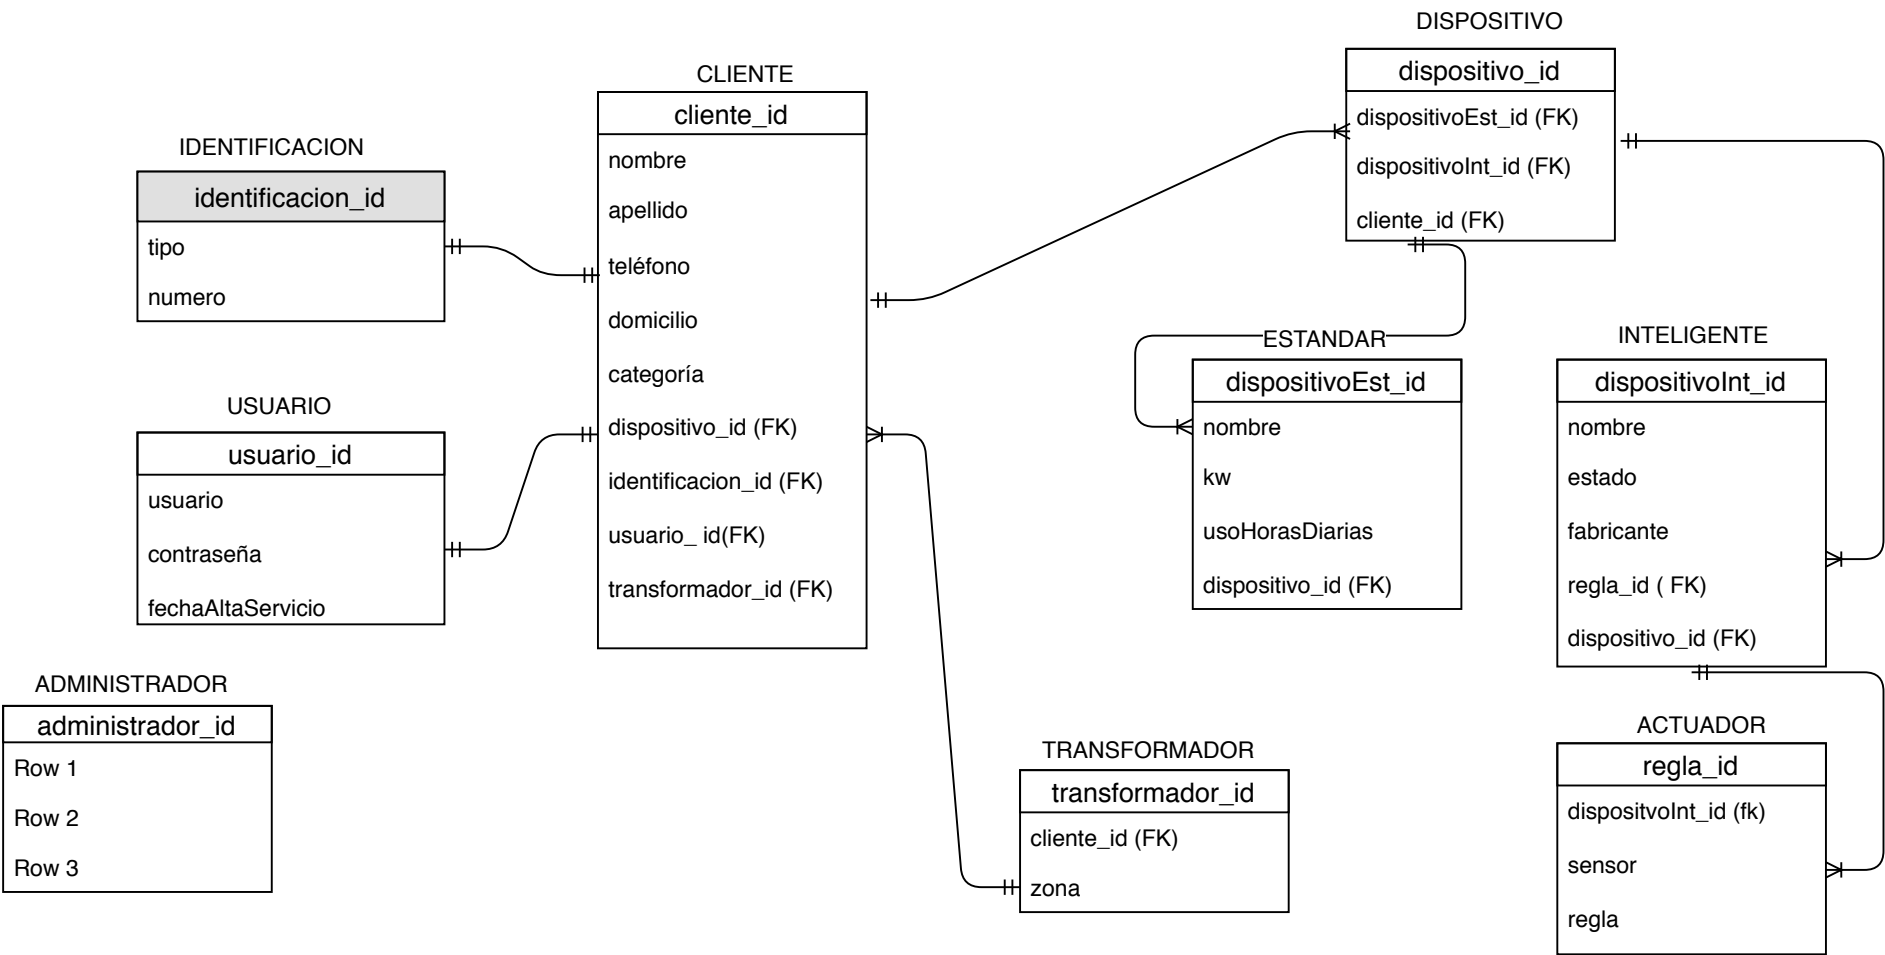 IDENTIFICACION
identificacion_id
tipo
numero
USUARIO
usuario_id
usuario
contraseña
fechaAltaServicio
ADMINISTRADOR
administrador_id
Row 1
Row 2
Row 3
CLIENTE
cliente_id
nombre
apellido
teléfono
domicilio
categoría
dispositivo_id (FK)
identificacion_id (FK)
usuario_ id(FK)
transformador_id (FK)
TRANSFORMADOR
transformador_id
cliente_id (FK)
zona
DISPOSITIVO
dispositivo_id
dispositivoEst_id (FK)
dispositivoInt_id (FK)
cliente_id (FK)
ESTANDAR
dispositivoEst_id
nombre
kw
usoHorasDiarias
dispositivo_id (FK)
INTELIGENTE
dispositivoInt_id
nombre
estado
fabricante
regla_id ( FK)
dispositivo_id (FK)
ACTUADOR
regla_id
dispositvoInt_id (fk)
sensor
regla